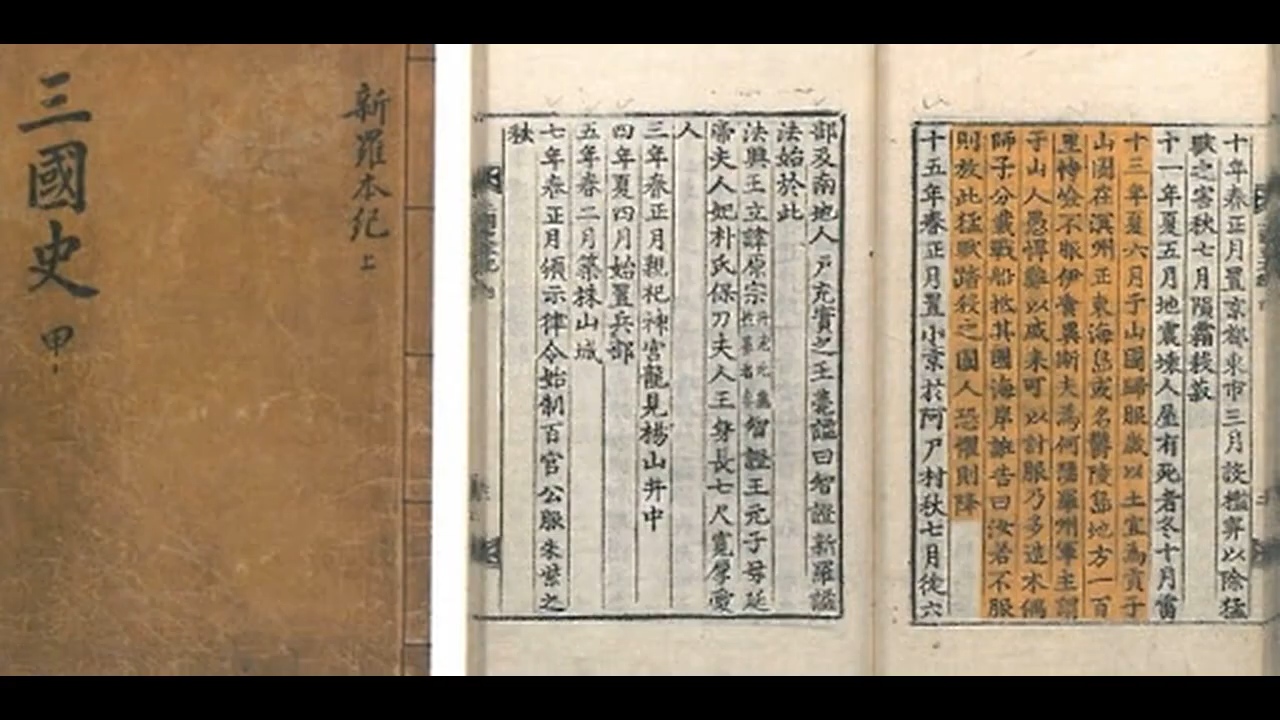 新羅本紀上
三國史 甲
十年春正月置京都東市三月設檻穽以除猛
獸之害秋七月隕霜殺菽
十一年夏五月地震壞人屋有死者冬十月雷
十三年夏六月于山國歸服歲以土宜爲貢于
山國在溟州正東海島或名鬱陵島地方一百
里恃嶮不服伊飡異斯夫爲何瑟羅州軍主謂
于山人愚悍難以威来可以計服乃多造木偶
師子分載戰船抵其國海岸誑告曰汝若不服
則放此猛獸踏殺之國人恐懼則降
十五年春正月置小京於阿尸村秋七月徙六
部及南地人戶充實之王薨謚曰智證新羅謚
法始於此
法興王立諱原宗智證王元子母延
帝夫人妃朴氏保刀夫人王身長七尺寬厚愛
人
三年春正月親祀神宮龍見楊山井中
四年夏四月始置兵部
五年春二月築株山城
七年春正月頒示律令始制百官公服朱紫之
秩